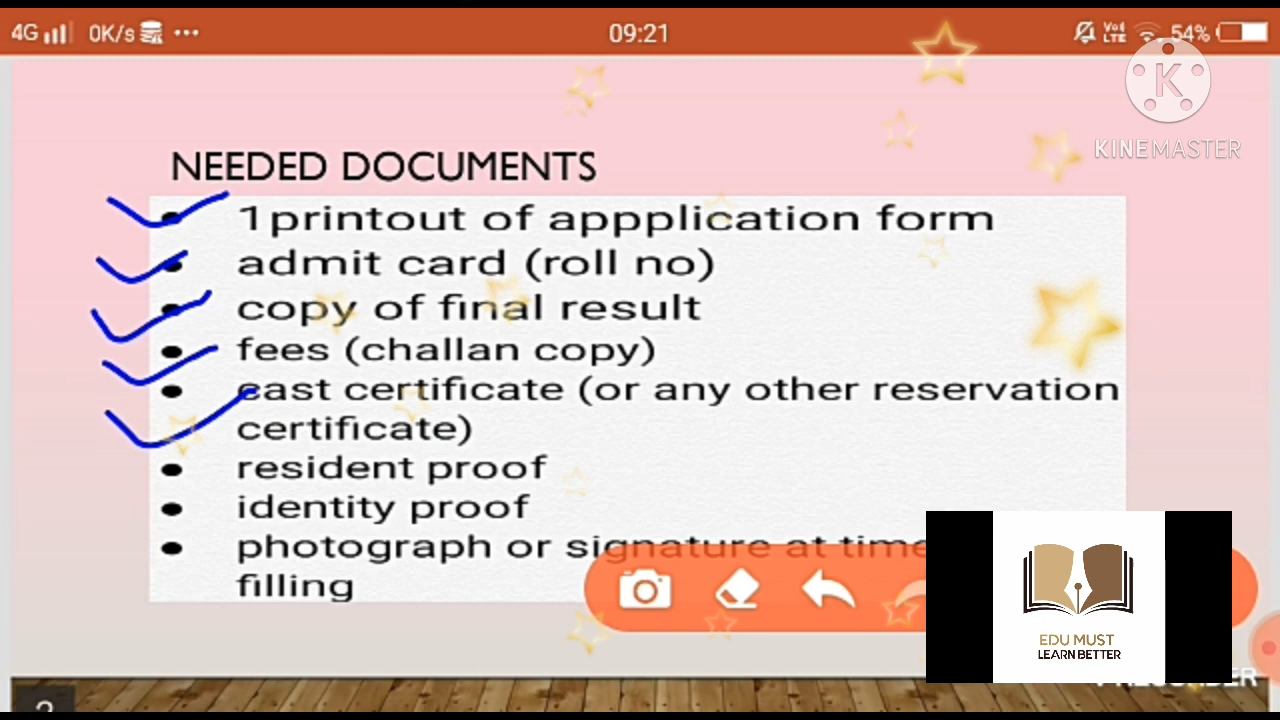 4G 0K/s ... 09:21 VoI LTE 54%
K
KINEMASTER
NEEDED DOCUMENTS
• 1printout of appplication form
• admit card (roll no)
• copy of final result
• fees (challan copy)
• cast certificate (or any other reservation
certificate)
• resident proof
• identity proof
• photograph or signature at time
filling
EDU MUST
LEARN BETTER